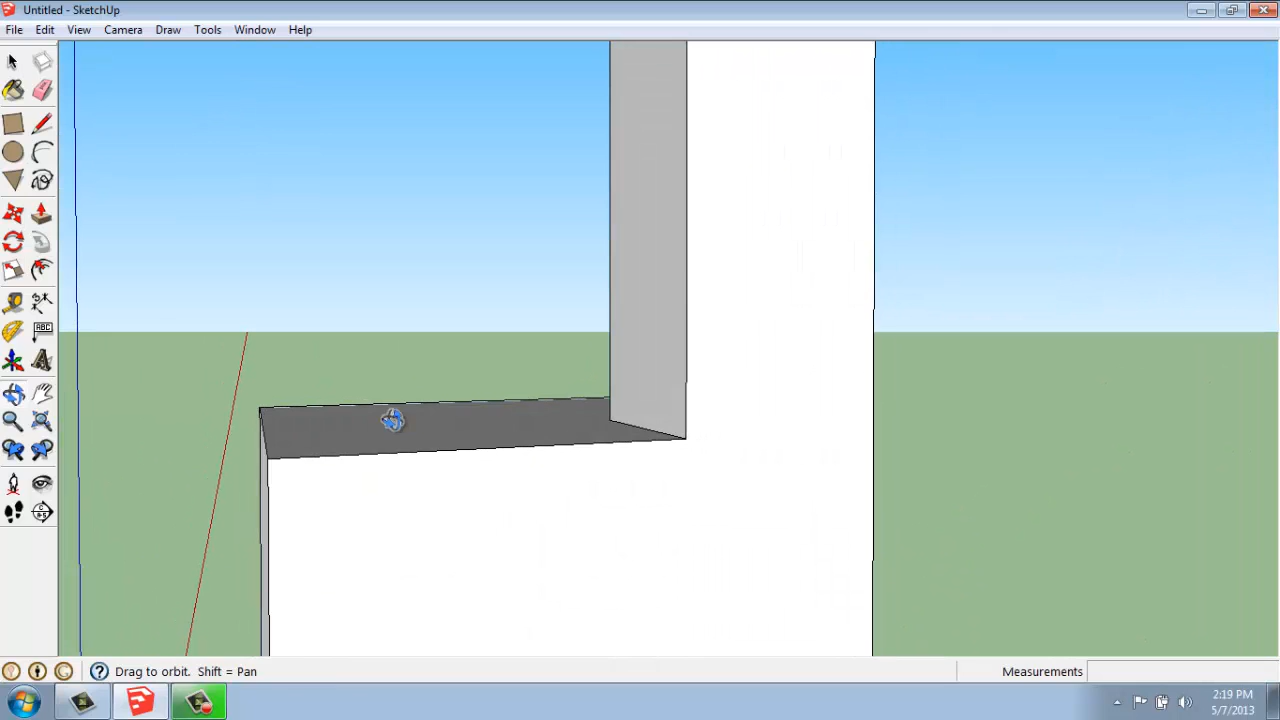 Untitled - SketchUp
File Edit View Camera Draw Tools Window Help
ABC
A
Drag to orbit. Shift = Pan
Measurements
2:19 PM
5/7/2013